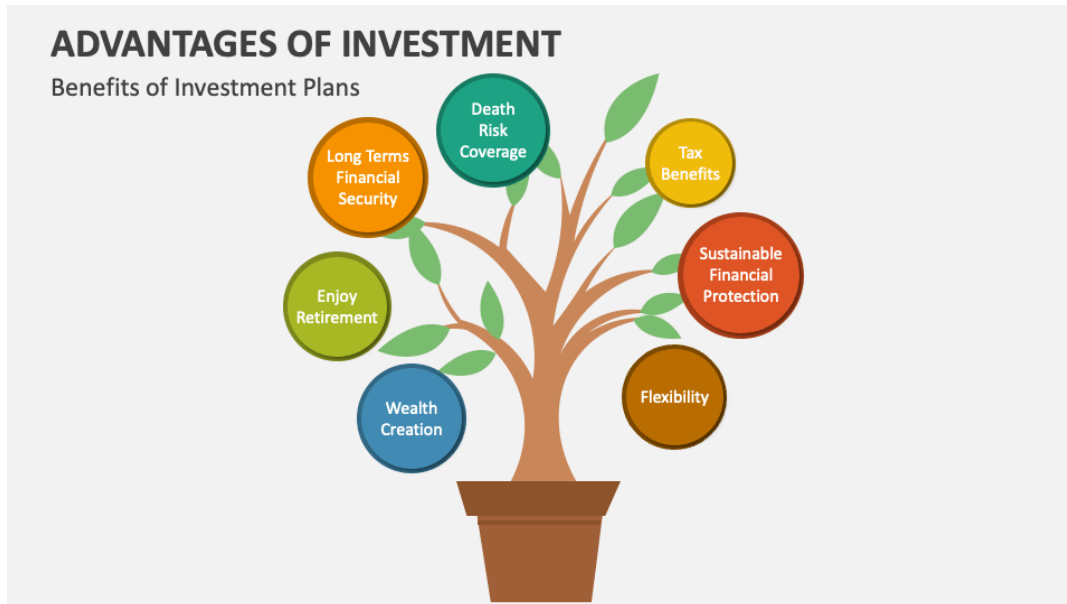 ADVANTAGES OF INVESTMENT
Benefits of Investment Plans
Death
Risk
Coverage
Long Terms
Financial
Security
Tax
Benefits
Sustainable
Financial
Protection
Enjoy
Retirement
Flexibility
Wealth
Creation